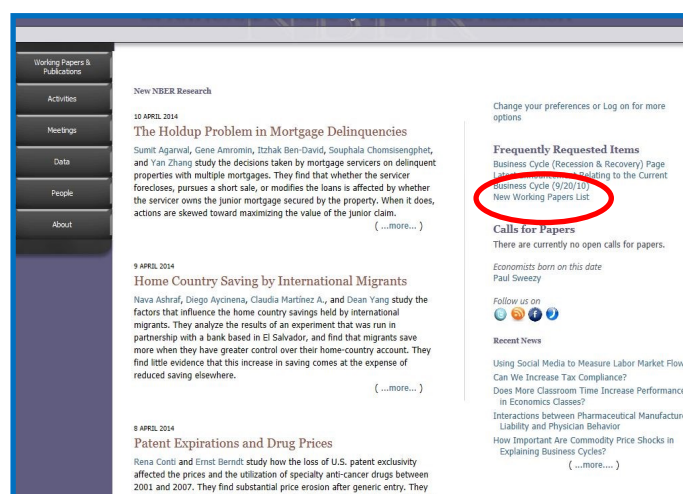 Working Papers &
Publications
Activities
Meetings
Data
People
About
New NBER Research
10 APRIL 2014
The Holdup Problem in Mortgage Delinquencies
Sumit Agarwal, Gene Amromin, Itzhak Ben-David, Souphala Chomsisengphet,
and Yan Zhang study the decisions taken by mortgage servicers on delinquent
properties with multiple mortgages. They find that whether the servicer
forecloses, pursues a short sale, or modifies the loans is affected by whether
the servicer owns the junior mortgage secured by the property. When it does,
actions are skewed toward maximizing the value of the junior claim.
( ...more... )
9 APRIL 2014
Home Country Saving by International Migrants
Nava Ashraf, Diego Aycinena, Claudia Martínez A., and Dean Yang study the
factors that influence the home country savings held by international
migrants. They analyze the results of an experiment that was run in
partnership with a bank based in El Salvador, and find that migrants save
more when they have greater control over their home-country account. They
find little evidence that this increase in saving comes at the expense of
reduced saving elsewhere.
( ...more... )
8 APRIL 2014
Patent Expirations and Drug Prices
Rena Conti and Ernst Berndt study how the loss of U.S. patent exclusivity
affected the prices and the utilization of specialty anti-cancer drugs between
2001 and 2007. They find substantial price erosion after generic entry. They
Change your preferences or Log on for more
options
Frequently Requested Items
Business Cycle (Recession & Recovery) Page
Latest Announcement Relating to the Current
Business Cycle (9/20/10)
New Working Papers List
Calls for Papers
There are currently no open calls for papers.
Economists born on this date
Paul Sweezy
Follow us on
Recent News
Using Social Media to Measure Labor Market Flow
Can We Increase Tax Compliance?
Does More Classroom Time Increase Performance
in Economics Classes?
Interactions between Pharmaceutical Manufacture
Liability and Physician Behavior
How Important Are Commodity Price Shocks in
Explaining Business Cycles?
( ...more.... )